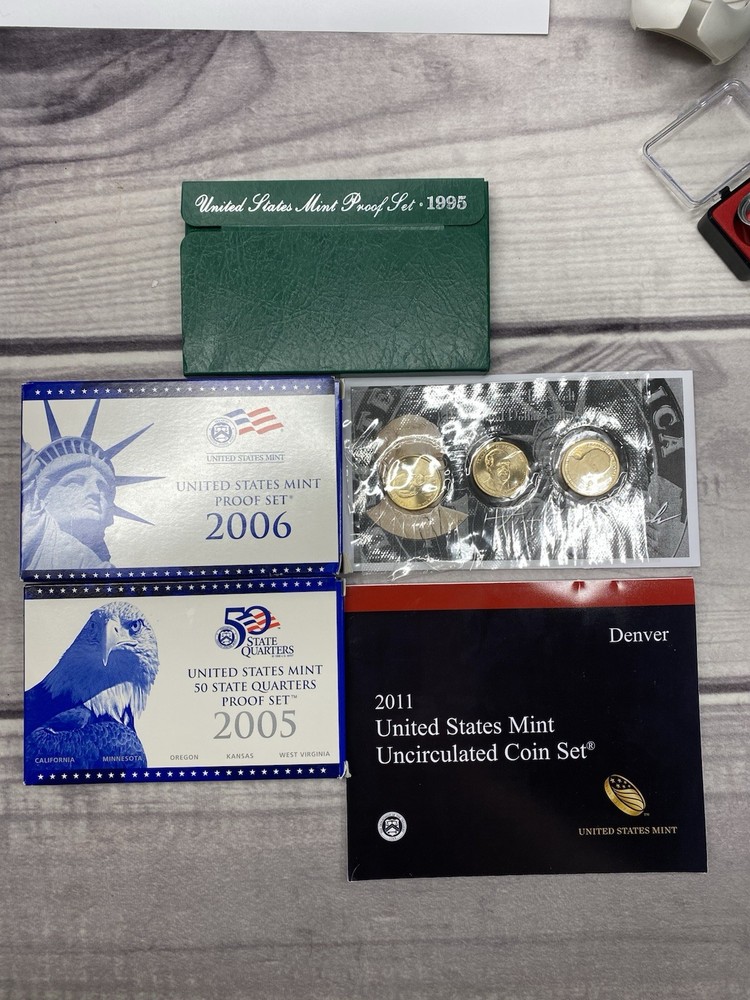 United States Mint Proof Set · 1995
UNITED STATES MINT
UNITED STATES MINT
PROOF SET®
2006
ICA
50
STATE
QUARTERS
UNITED STATES MINT
50 STATE QUARTERS
PROOF SET™
2005
CALIFORNIA MINNESOTA OREGON KANSAS WEST VIRGINIA
Denver
2011
United States Mint
Uncirculated Coin Set®
UNITED STATES MINT